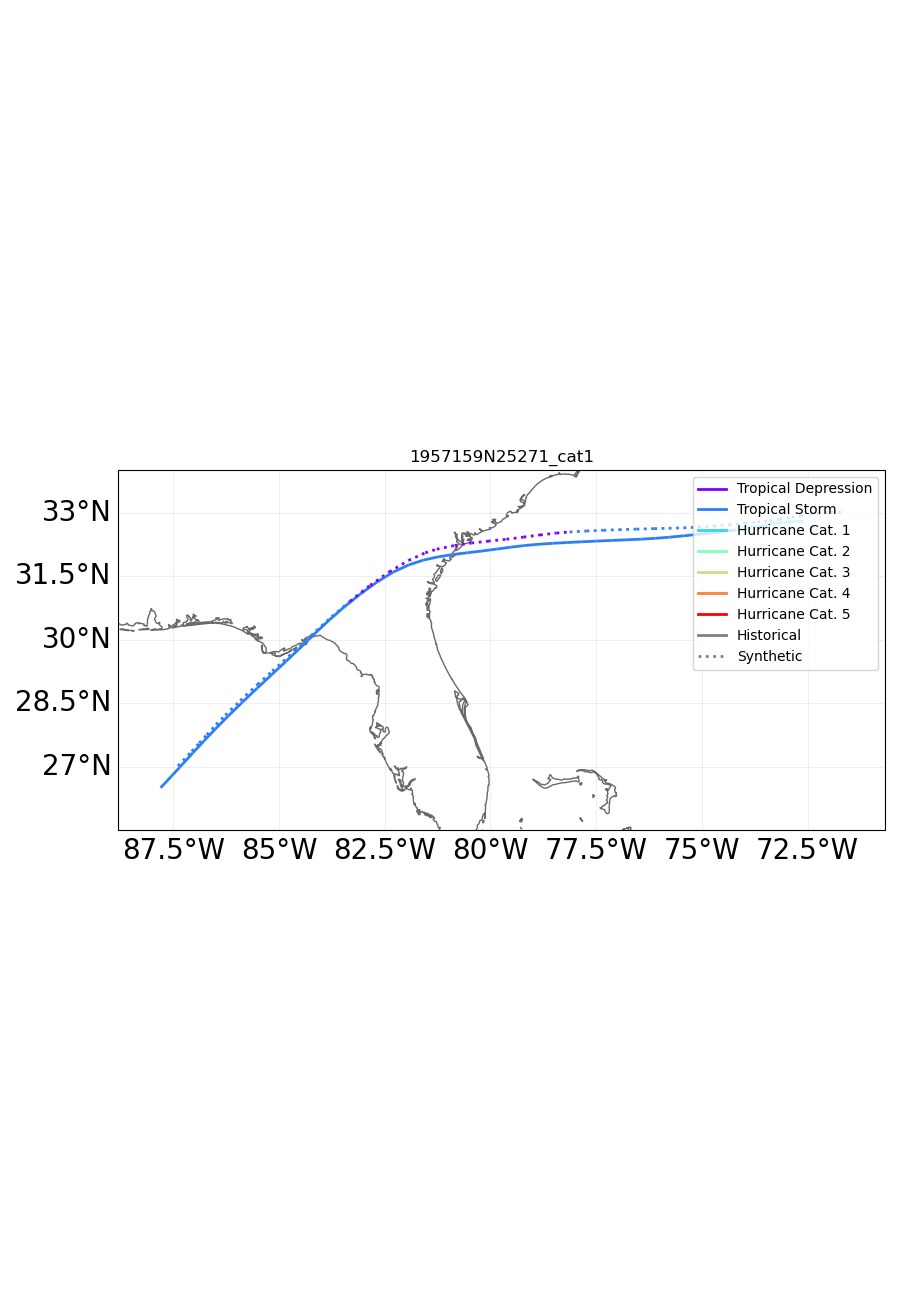 1957159N25271_cat1
Tropical Depression
Tropical Storm
Hurricane Cat. 1
Hurricane Cat. 2
Hurricane Cat. 3
Hurricane Cat. 4
Hurricane Cat. 5
Historical
Synthetic
33°N
31.5°N
30°N
28.5°N
27°N
87.5°W 85°W 82.5°W 80°W 77.5°W 75°W 72.5°W